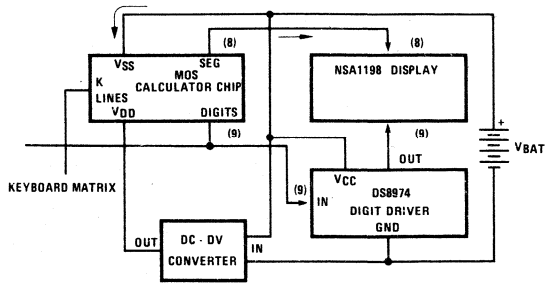 (8)
(8)
VSS
SEG
MOS
CALCULATOR CHIP
K
LINES
VDD
DIGITS
NSA1198 DISPLAY
(9)
(9)
+
VBAT
OUT
KEYBOARD MATRIX
VCC
(9)
IN
DS8974
DIGIT DRIVER
GND
OUT
DC - DV
CONVERTER
IN